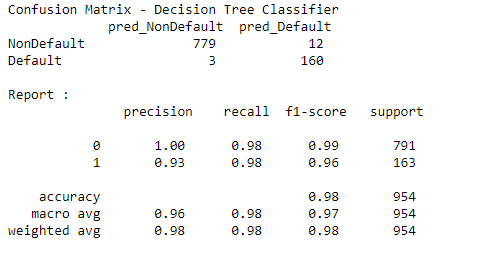 Confusion Matrix - Decision Tree Classifier
pred_NonDefault pred_Default
NonDefault 779 12
Default 3 160
Report :
precision recall f1-score support
0 1.00 0.98 0.99 791
1 0.93 0.98 0.96 163
accuracy 0.98 954
macro avg 0.96 0.98 0.97 954
weighted avg 0.98 0.98 0.98 954